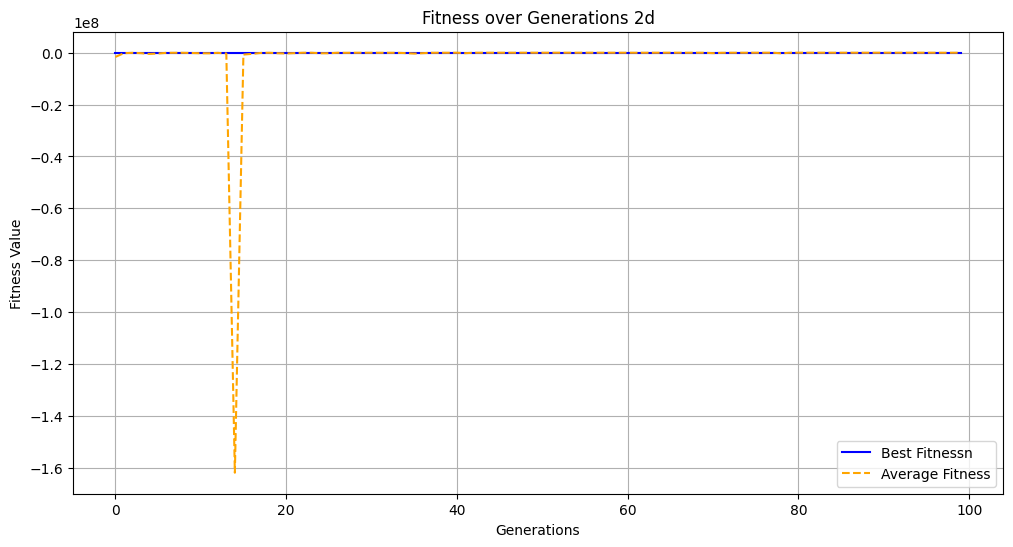 Fitness over Generations 2d
1e8
0.0
−0.2
−0.4
−0.6
−0.8
−1.0
−1.2
−1.4
−1.6
Fitness Value
0 20 40 60 80 100
Generations
Best Fitnessn
Average Fitness